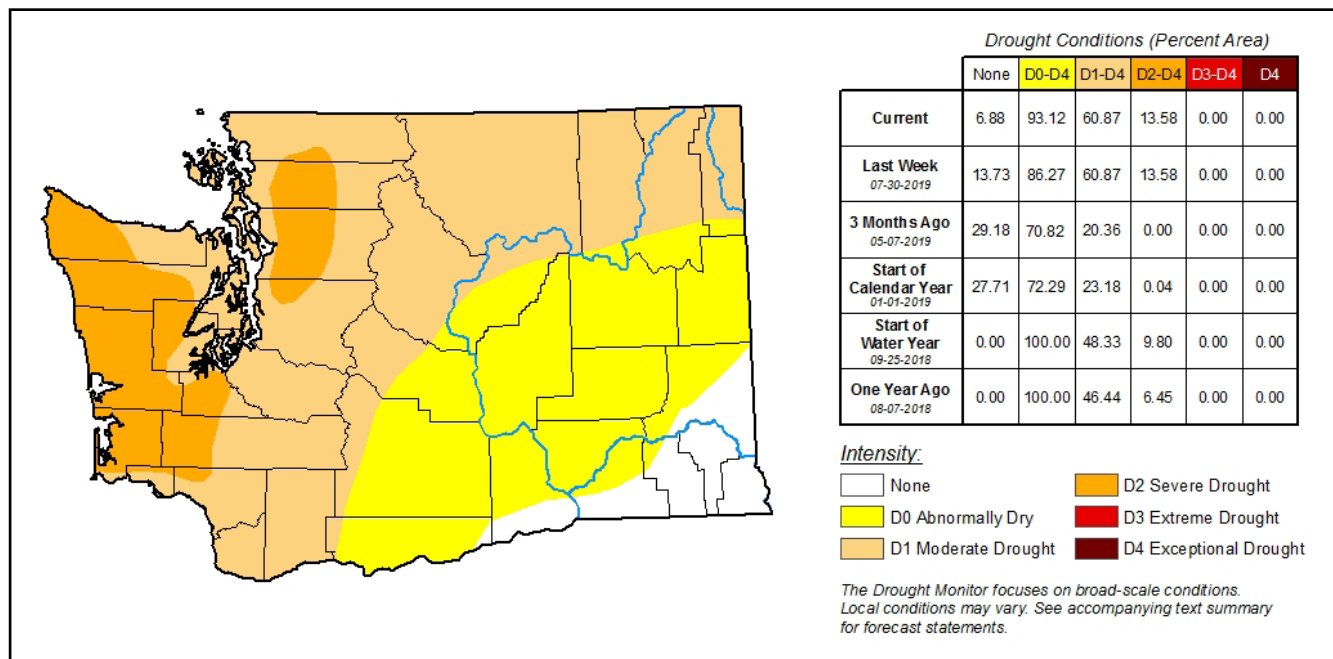 Drought Conditions (Percent Area)
None D0-D4 D1-D4 D2-D4 D3-D4 D4
Current 6.88 93.12 60.87 13.58 0.00 0.00
Last Week
07-30-2019 13.73 86.27 60.87 13.58 0.00 0.00
3 Months Ago
05-07-2019 29.18 70.82 20.36 0.00 0.00 0.00
Start of
Calendar Year
01-01-2019 27.71 72.29 23.18 0.04 0.00 0.00
Start of
Water Year
09-25-2018 0.00 100.00 48.33 9.80 0.00 0.00
One Year Ago
08-07-2018 0.00 100.00 46.44 6.45 0.00 0.00
Intensity:
None
D0 Abnormally Dry
D1 Moderate Drought
D2 Severe Drought
D3 Extreme Drought
D4 Exceptional Drought
The Drought Monitor focuses on broad-scale conditions.
Local conditions may vary. See accompanying text summary
for forecast statements.